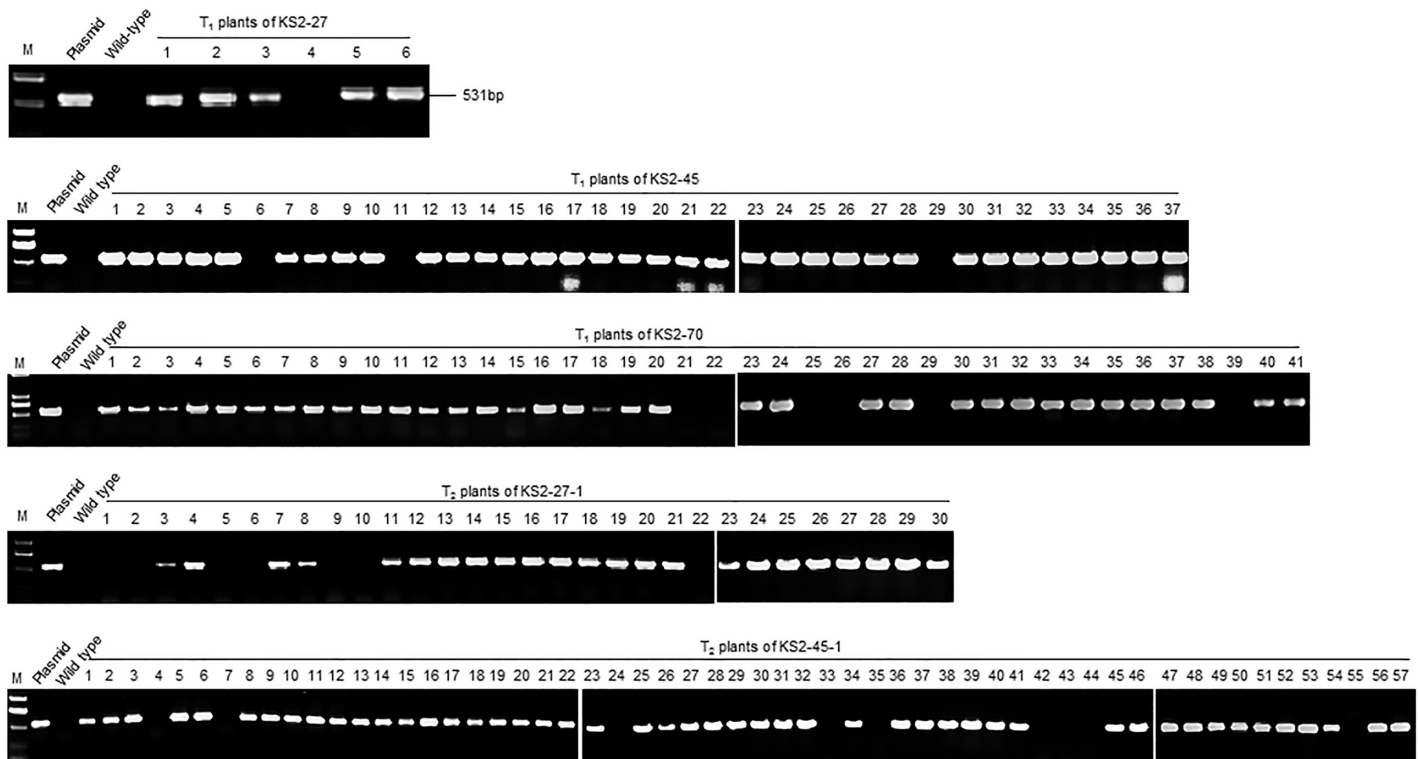 T₁ plants of KS2-27
M Plasmid Wild-type 1 2 3 4 5 6
531bp
T₁ plants of KS2-45
M Plasmid Wild type 1 2 3 4 5 6 7 8 9 10 11 12 13 14 15 16 17 18 19 20 21 22 23 24 25 26 27 28 29 30 31 32 33 34 35 36 37
T₁ plants of KS2-70
M Plasmid Wild type 1 2 3 4 5 6 7 8 9 10 11 12 13 14 15 16 17 18 19 20 21 22 23 24 25 26 27 28 29 30 31 32 33 34 35 36 37 38 39 40 41
T₂ plants of KS2-27-1
M Plasmid Wild type 1 2 3 4 5 6 7 8 9 10 11 12 13 14 15 16 17 18 19 20 21 22 23 24 25 26 27 28 29 30
T₂ plants of KS2-45-1
M Plasmid Wild type 1 2 3 4 5 6 7 8 9 10 11 12 13 14 15 16 17 18 19 20 21 22 23 24 25 26 27 28 29 30 31 32 33 34 35 36 37 38 39 40 41 42 43 44 45 46 47 48 49 50 51 52 53 54 55 56 57